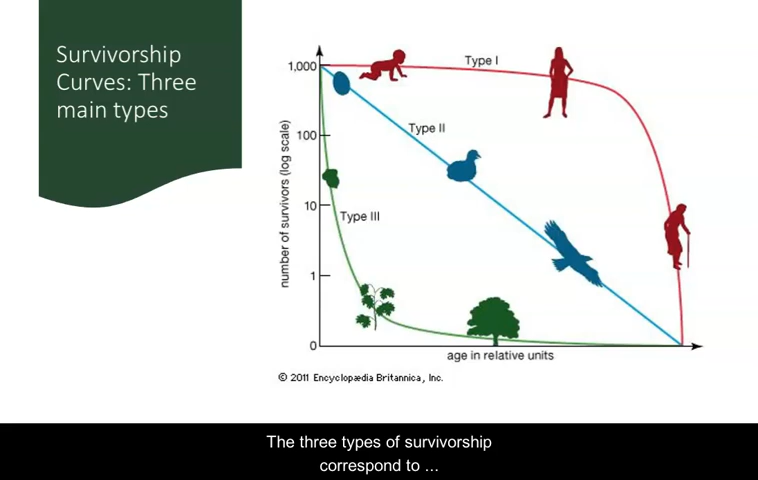 Survivorship
Curves: Three
main types
1,000
100
10
1
0
number of survivors (log scale)
Type I
Type II
Type III
age in relative units
© 2011 Encyclopædia Britannica, Inc.
The three types of survivorship
correspond to ...